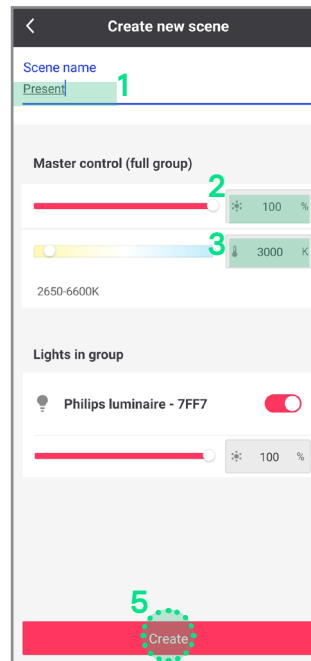 Create new scene
Scene name
Present
1
Master control (full group)
2
100 %
3
3000 K
2650-6600K
Lights in group
Philips luminaire - 7FF7
100 %
5
Create